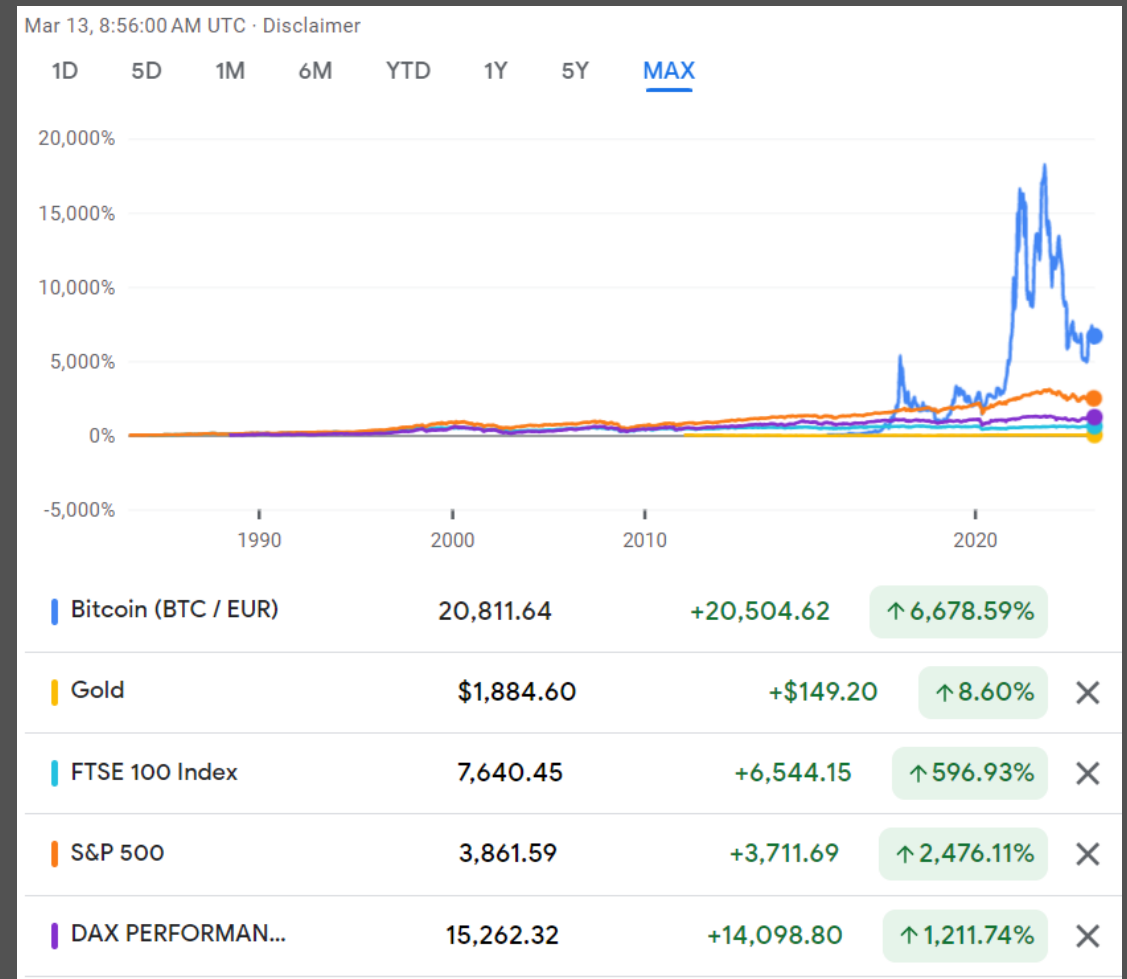 Mar 13, 8:56:00 AM UTC · Disclaimer
1D 5D 1M 6M YTD 1Y 5Y MAX
20,000%
15,000%
10,000%
5,000%
0%
-5,000%
1990 2000 2010 2020
Bitcoin (BTC / EUR) 20,811.64 +20,504.62 ↑ 6,678.59%
Gold $1,884.60 +$149.20 ↑ 8.60%
FTSE 100 Index 7,640.45 +6,544.15 ↑ 596.93%
S&P 500 3,861.59 +3,711.69 ↑ 2,476.11%
DAX PERFORMAN... 15,262.32 +14,098.80 ↑ 1,211.74%